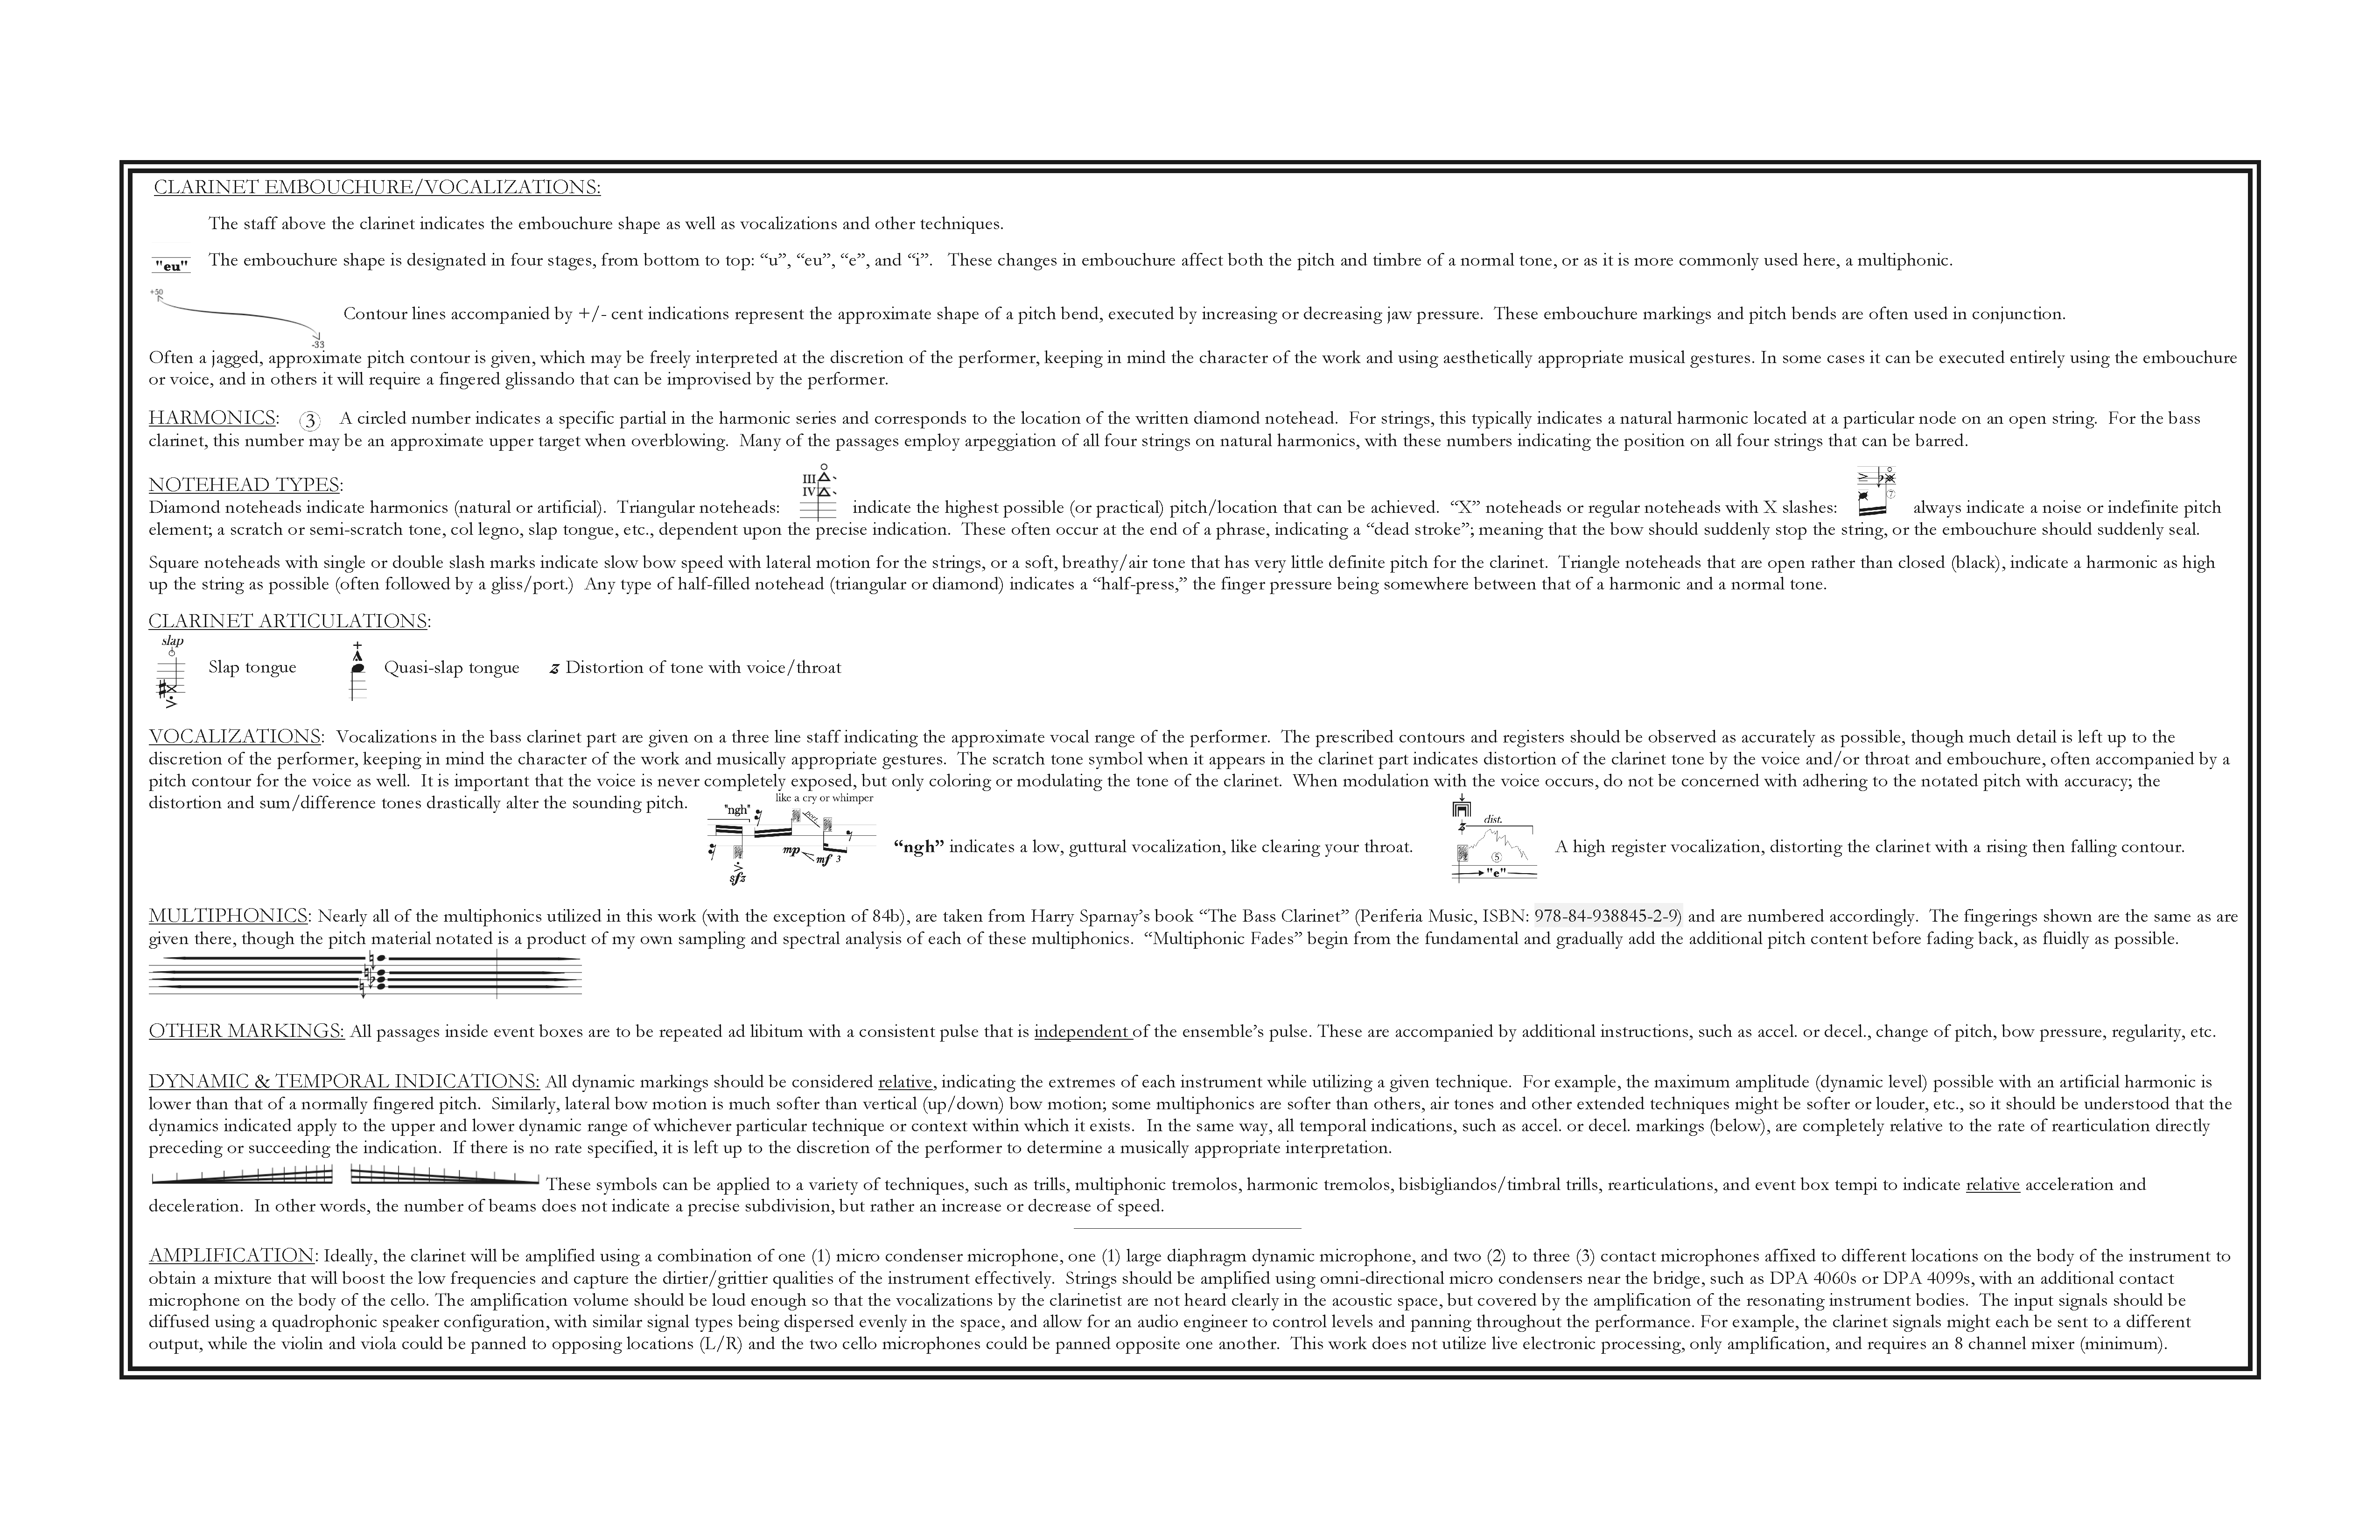 CLARINET EMBOUCHURE/VOCALIZATIONS:
The staff above the clarinet indicates the embouchure shape as well as vocalizations and other techniques.
"eu" The embouchure shape is designated in four stages, from bottom to top: “u”, “eu”, “e”, and “i”. These changes in embouchure affect both the pitch and timbre of a normal tone, or as it is more commonly used here, a multiphonic.
+50
Contour lines accompanied by +/- cent indications represent the approximate shape of a pitch bend, executed by increasing or decreasing jaw pressure. These embouchure markings and pitch bends are often used in conjunction.
-33
Often a jagged, approximate pitch contour is given, which may be freely interpreted at the discretion of the performer, keeping in mind the character of the work and using aesthetically appropriate musical gestures. In some cases it can be executed entirely using the embouchure
or voice, and in others it will require a fingered glissando that can be improvised by the performer.
HARMONICS: 3 A circled number indicates a specific partial in the harmonic series and corresponds to the location of the written diamond notehead. For strings, this typically indicates a natural harmonic located at a particular node on an open string. For the bass
clarinet, this number may be an approximate upper target when overblowing. Many of the passages employ arpeggiation of all four strings on natural harmonics, with these numbers indicating the position on all four strings that can be barred.
III
IV
7
NOTEHEAD TYPES:
Diamond noteheads indicate harmonics (natural or artificial). Triangular noteheads: indicate the highest possible (or practical) pitch/location that can be achieved. “X” noteheads or regular noteheads with X slashes: always indicate a noise or indefinite pitch
element; a scratch or semi-scratch tone, col legno, slap tongue, etc., dependent upon the precise indication. These often occur at the end of a phrase, indicating a “dead stroke”; meaning that the bow should suddenly stop the string, or the embouchure should suddenly seal.
Square noteheads with single or double slash marks indicate slow bow speed with lateral motion for the strings, or a soft, breathy/air tone that has very little definite pitch for the clarinet. Triangle noteheads that are open rather than closed (black), indicate a harmonic as high
up the string as possible (often followed by a gliss/port.) Any type of half-filled notehead (triangular or diamond) indicates a “half-press,” the finger pressure being somewhere between that of a harmonic and a normal tone.
CLARINET ARTICULATIONS:
slap
Slap tongue + Quasi-slap tongue z Distortion of tone with voice/throat
VOCALIZATIONS: Vocalizations in the bass clarinet part are given on a three line staff indicating the approximate vocal range of the performer. The prescribed contours and registers should be observed as accurately as possible, though much detail is left up to the
discretion of the performer, keeping in mind the character of the work and musically appropriate gestures. The scratch tone symbol when it appears in the clarinet part indicates distortion of the clarinet tone by the voice and/or throat and embouchure, often accompanied by a
pitch contour for the voice as well. It is important that the voice is never completely exposed, but only coloring or modulating the tone of the clarinet. When modulation with the voice occurs, do not be concerned with adhering to the notated pitch with accuracy; the
distortion and sum/difference tones drastically alter the sounding pitch.
like a cry or whimper
"ngh"
mp mf 3
sfz
“ngh” indicates a low, guttural vocalization, like clearing your throat.
z dist.
5
"e"
A high register vocalization, distorting the clarinet with a rising then falling contour.
MULTIPHONICS: Nearly all of the multiphonics utilized in this work (with the exception of 84b), are taken from Harry Sparnay’s book “The Bass Clarinet” (Periferia Music, ISBN: 978-84-938845-2-9) and are numbered accordingly. The fingerings shown are the same as are
given there, though the pitch material notated is a product of my own sampling and spectral analysis of each of these multiphonics. “Multiphonic Fades” begin from the fundamental and gradually add the additional pitch content before fading back, as fluidly as possible.
OTHER MARKINGS: All passages inside event boxes are to be repeated ad libitum with a consistent pulse that is independent of the ensemble’s pulse. These are accompanied by additional instructions, such as accel. or decel., change of pitch, bow pressure, regularity, etc.
DYNAMIC & TEMPORAL INDICATIONS: All dynamic markings should be considered relative, indicating the extremes of each instrument while utilizing a given technique. For example, the maximum amplitude (dynamic level) possible with an artificial harmonic is
lower than that of a normally fingered pitch. Similarly, lateral bow motion is much softer than vertical (up/down) bow motion; some multiphonics are softer than others, air tones and other extended techniques might be softer or louder, etc., so it should be understood that the
dynamics indicated apply to the upper and lower dynamic range of whichever particular technique or context within which it exists. In the same way, all temporal indications, such as accel. or decel. markings (below), are completely relative to the rate of rearticulation directly
preceding or succeeding the indication. If there is no rate specified, it is left up to the discretion of the performer to determine a musically appropriate interpretation.
These symbols can be applied to a variety of techniques, such as trills, multiphonic tremolos, harmonic tremolos, bisbigliandos/timbral trills, rearticulations, and event box tempi to indicate relative acceleration and
deceleration. In other words, the number of beams does not indicate a precise subdivision, but rather an increase or decrease of speed.
AMPLIFICATION: Ideally, the clarinet will be amplified using a combination of one (1) micro condenser microphone, one (1) large diaphragm dynamic microphone, and two (2) to three (3) contact microphones affixed to different locations on the body of the instrument to
obtain a mixture that will boost the low frequencies and capture the dirtier/grittier qualities of the instrument effectively. Strings should be amplified using omni-directional micro condensers near the bridge, such as DPA 4060s or DPA 4099s, with an additional contact
microphone on the body of the cello. The amplification volume should be loud enough so that the vocalizations by the clarinetist are not heard clearly in the acoustic space, but covered by the amplification of the resonating instrument bodies. The input signals should be
diffused using a quadrophonic speaker configuration, with similar signal types being dispersed evenly in the space, and allow for an audio engineer to control levels and panning throughout the performance. For example, the clarinet signals might each be sent to a different
output, while the violin and viola could be panned to opposing locations (L/R) and the two cello microphones could be panned opposite one another. This work does not utilize live electronic processing, only amplification, and requires an 8 channel mixer (minimum).